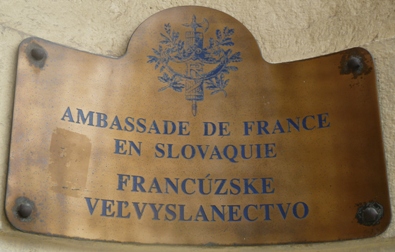 AMBASSADE DE FRANCE
EN SLOVAQUIE
FRANCÚZSKE
VEĽVYSLANECTVO